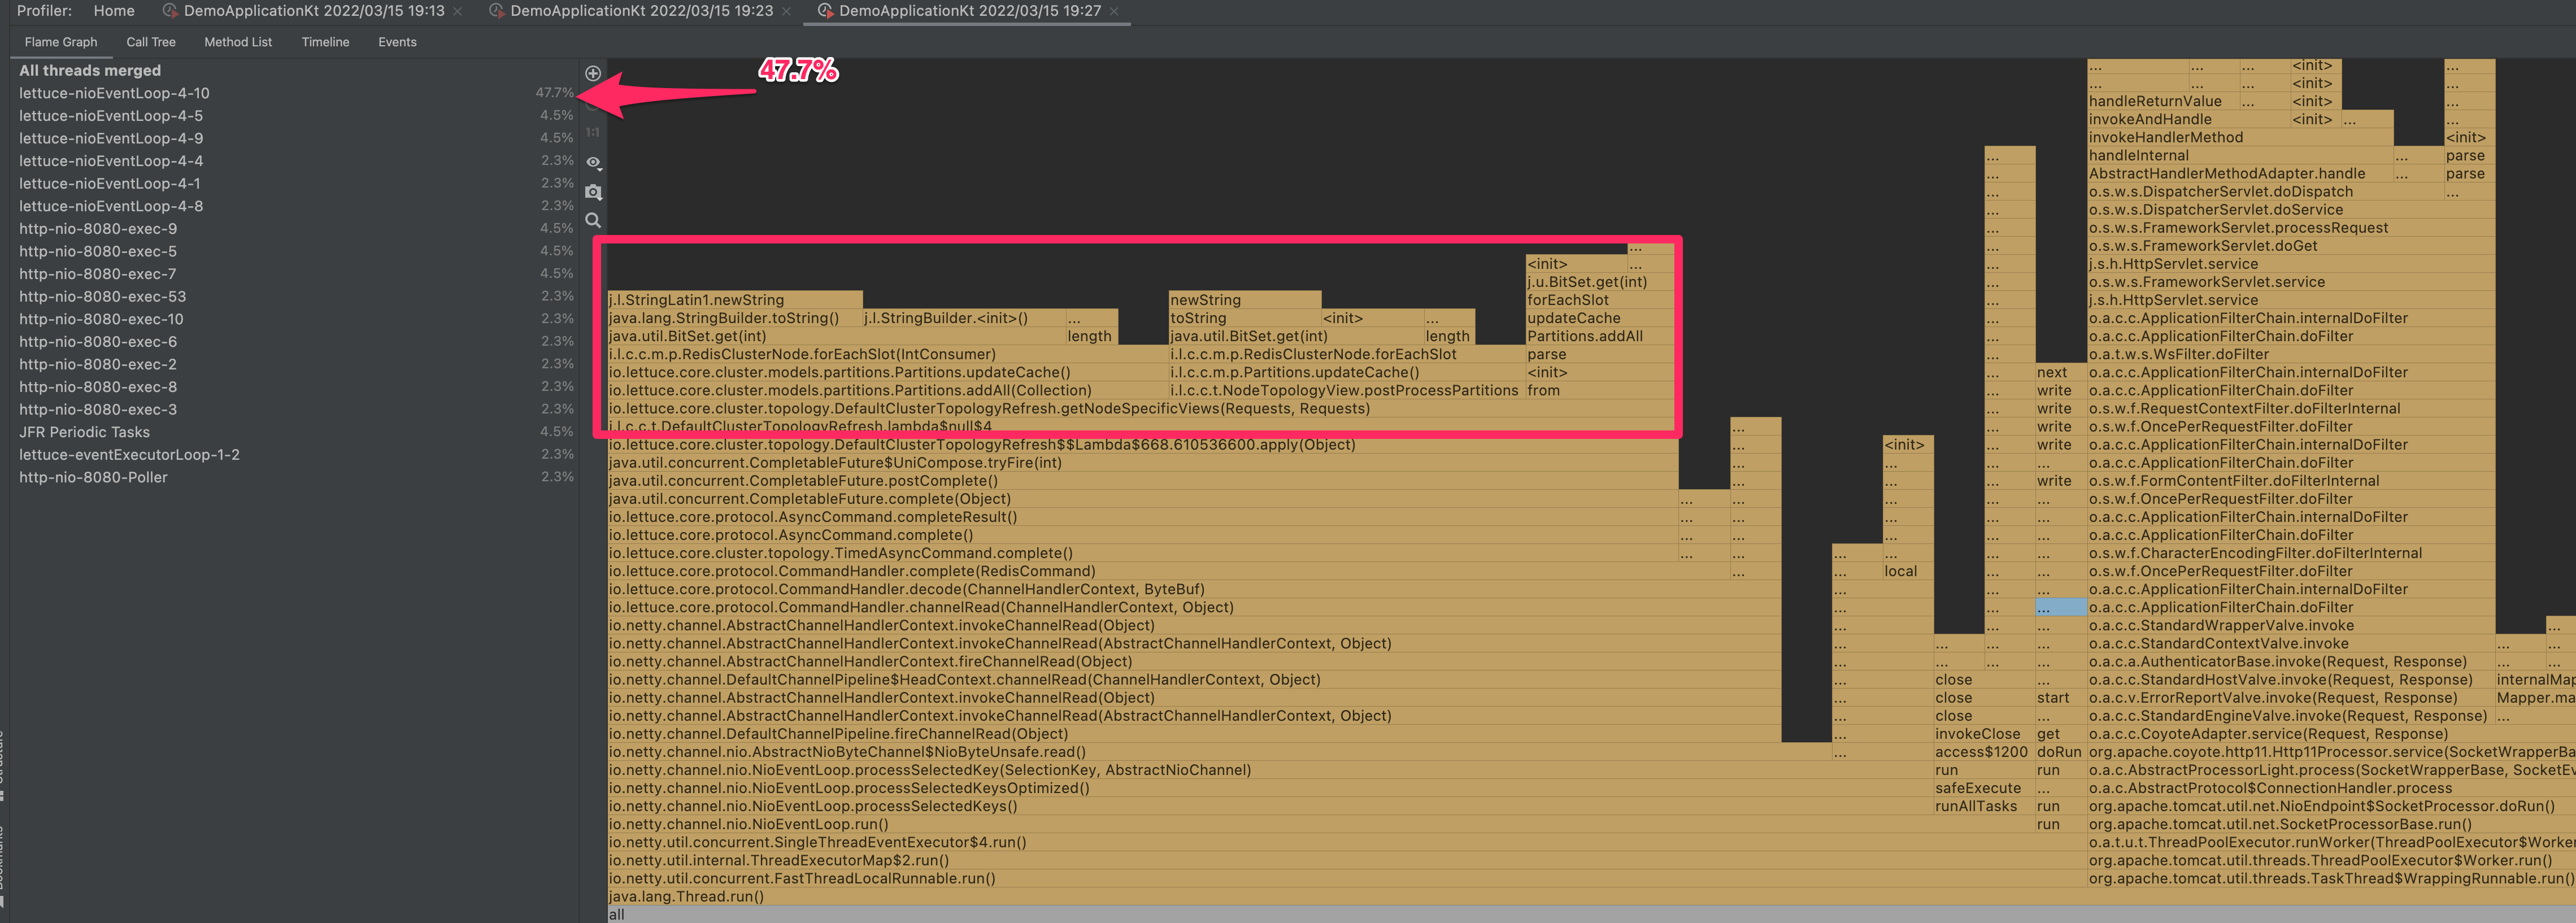 Profiler: Home DemoApplicationKt 2022/03/15 19:13 × DemoApplicationKt 2022/03/15 19:23 × DemoApplicationKt 2022/03/15 19:27 ×
Flame Graph Call Tree Method List Timeline Events
All threads merged
lettuce-nioEventLoop-4-10 47.7%
lettuce-nioEventLoop-4-5 4.5%
lettuce-nioEventLoop-4-9 4.5%
lettuce-nioEventLoop-4-4 2.3%
lettuce-nioEventLoop-4-1 2.3%
lettuce-nioEventLoop-4-8 2.3%
http-nio-8080-exec-9 4.5%
http-nio-8080-exec-5 4.5%
http-nio-8080-exec-7 4.5%
http-nio-8080-exec-53 2.3%
http-nio-8080-exec-10 2.3%
http-nio-8080-exec-6 2.3%
http-nio-8080-exec-2 2.3%
http-nio-8080-exec-8 2.3%
http-nio-8080-exec-3 2.3%
JFR Periodic Tasks 4.5%
lettuce-eventExecutorLoop-1-2 2.3%
http-nio-8080-Poller 2.3%
47.7%
1:1
... ... ... <init> ...
... ... ... <init> ...
handleReturnValue ... <init> ...
invokeAndHandle <init> ... ...
invokeHandlerMethod <init>
... handleInternal ... parse
... AbstractHandlerMethodAdapter.handle ... parse
... o.s.w.s.DispatcherServlet.doDispatch ...
... o.s.w.s.DispatcherServlet.doService
... o.s.w.s.FrameworkServlet.processRequest
... ... o.s.w.s.FrameworkServlet.doGet
<init> ... ... j.s.h.HttpServlet.service
j.u.BitSet.get(int) ... o.s.w.s.FrameworkServlet.service
j.l.StringLatin1.newString newString forEachSlot ... j.s.h.HttpServlet.service
java.lang.StringBuilder.toString() j.l.StringBuilder.<init>() ... toString <init> ... updateCache ... o.a.c.c.ApplicationFilterChain.internalDoFilter
java.util.BitSet.get(int) length java.util.BitSet.get(int) length Partitions.addAll ... o.a.c.c.ApplicationFilterChain.doFilter
i.l.c.c.m.p.RedisClusterNode.forEachSlot(IntConsumer) i.l.c.c.m.p.RedisClusterNode.forEachSlot parse ... o.a.t.w.s.WsFilter.doFilter
io.lettuce.core.cluster.models.partitions.Partitions.updateCache() i.l.c.c.m.p.Partitions.updateCache() <init> ... next o.a.c.c.ApplicationFilterChain.internalDoFilter
io.lettuce.core.cluster.models.partitions.Partitions.addAll(Collection) i.l.c.c.t.NodeTopologyView.postProcessPartitions from ... write o.a.c.c.ApplicationFilterChain.doFilter
io.lettuce.core.cluster.topology.DefaultClusterTopologyRefresh.getNodeSpecificViews(Requests, Requests) ... write o.s.w.f.RequestContextFilter.doFilterInternal
i.l.c.c.t.DefaultClusterTopologyRefresh.lambda$null$4 ... ... write o.s.w.f.OncePerRequestFilter.doFilter
io.lettuce.core.cluster.topology.DefaultClusterTopologyRefresh$$Lambda$668.610536600.apply(Object) ... <init> ... write o.a.c.c.ApplicationFilterChain.internalDoFilter
java.util.concurrent.CompletableFuture$UniCompose.tryFire(int) ... ... ... ... o.a.c.c.ApplicationFilterChain.doFilter
java.util.concurrent.CompletableFuture.postComplete() ... ... ... write o.s.w.f.FormContentFilter.doFilterInternal
java.util.concurrent.CompletableFuture.complete(Object) ... ... ... ... ... o.s.w.f.OncePerRequestFilter.doFilter
io.lettuce.core.protocol.AsyncCommand.completeResult() ... ... ... ... ... o.a.c.c.ApplicationFilterChain.internalDoFilter
io.lettuce.core.protocol.AsyncCommand.complete() ... ... ... ... ... o.a.c.c.ApplicationFilterChain.doFilter
io.lettuce.core.cluster.topology.TimedAsyncCommand.complete() ... ... ... ... ... ... o.s.w.f.CharacterEncodingFilter.doFilterInternal
io.lettuce.core.protocol.CommandHandler.complete(RedisCommand) ... ... local ... ... o.s.w.f.OncePerRequestFilter.doFilter
io.lettuce.core.protocol.CommandHandler.decode(ChannelHandlerContext, ByteBuf) ... ... ... o.a.c.c.ApplicationFilterChain.internalDoFilter
io.lettuce.core.protocol.CommandHandler.channelRead(ChannelHandlerContext, Object) ... ... ... o.a.c.c.ApplicationFilterChain.doFilter
io.netty.channel.AbstractChannelHandlerContext.invokeChannelRead(Object) ... ... ... o.a.c.c.StandardWrapperValve.invoke ...
io.netty.channel.AbstractChannelHandlerContext.invokeChannelRead(AbstractChannelHandlerContext, Object) ... ... ... ... o.a.c.c.StandardContextValve.invoke ... ...
io.netty.channel.AbstractChannelHandlerContext.fireChannelRead(Object) ... ... ... ... o.a.c.a.AuthenticatorBase.invoke(Request, Response) ... ...
io.netty.channel.DefaultChannelPipeline$HeadContext.channelRead(ChannelHandlerContext, Object) ... close ... o.a.c.c.StandardHostValve.invoke(Request, Response) internalMap
io.netty.channel.AbstractChannelHandlerContext.invokeChannelRead(Object) ... close start o.a.c.v.ErrorReportValve.invoke(Request, Response) Mapper.ma
io.netty.channel.AbstractChannelHandlerContext.invokeChannelRead(AbstractChannelHandlerContext, Object) ... close ... o.a.c.c.StandardEngineValve.invoke(Request, Response) ...
io.netty.channel.DefaultChannelPipeline.fireChannelRead(Object) ... invokeClose get o.a.c.c.CoyoteAdapter.service(Request, Response)
io.netty.channel.nio.AbstractNioByteChannel$NioByteUnsafe.read() ... access$1200 doRun org.apache.coyote.http11.Http11Processor.service(SocketWrapperBa
io.netty.channel.nio.NioEventLoop.processSelectedKey(SelectionKey, AbstractNioChannel) run run o.a.c.AbstractProcessorLight.process(SocketWrapperBase, SocketEv
io.netty.channel.nio.NioEventLoop.processSelectedKeysOptimized() safeExecute ... o.a.c.AbstractProtocol$ConnectionHandler.process
io.netty.channel.nio.NioEventLoop.processSelectedKeys() runAllTasks run org.apache.tomcat.util.net.NioEndpoint$SocketProcessor.doRun()
io.netty.channel.nio.NioEventLoop.run() run org.apache.tomcat.util.net.SocketProcessorBase.run()
io.netty.util.concurrent.SingleThreadEventExecutor$4.run() o.a.t.u.t.ThreadPoolExecutor.runWorker(ThreadPoolExecutor$Worker
io.netty.util.internal.ThreadExecutorMap$2.run() org.apache.tomcat.util.threads.ThreadPoolExecutor$Worker.run()
io.netty.util.concurrent.FastThreadLocalRunnable.run() org.apache.tomcat.util.threads.TaskThread$WrappingRunnable.run()
java.lang.Thread.run()
all